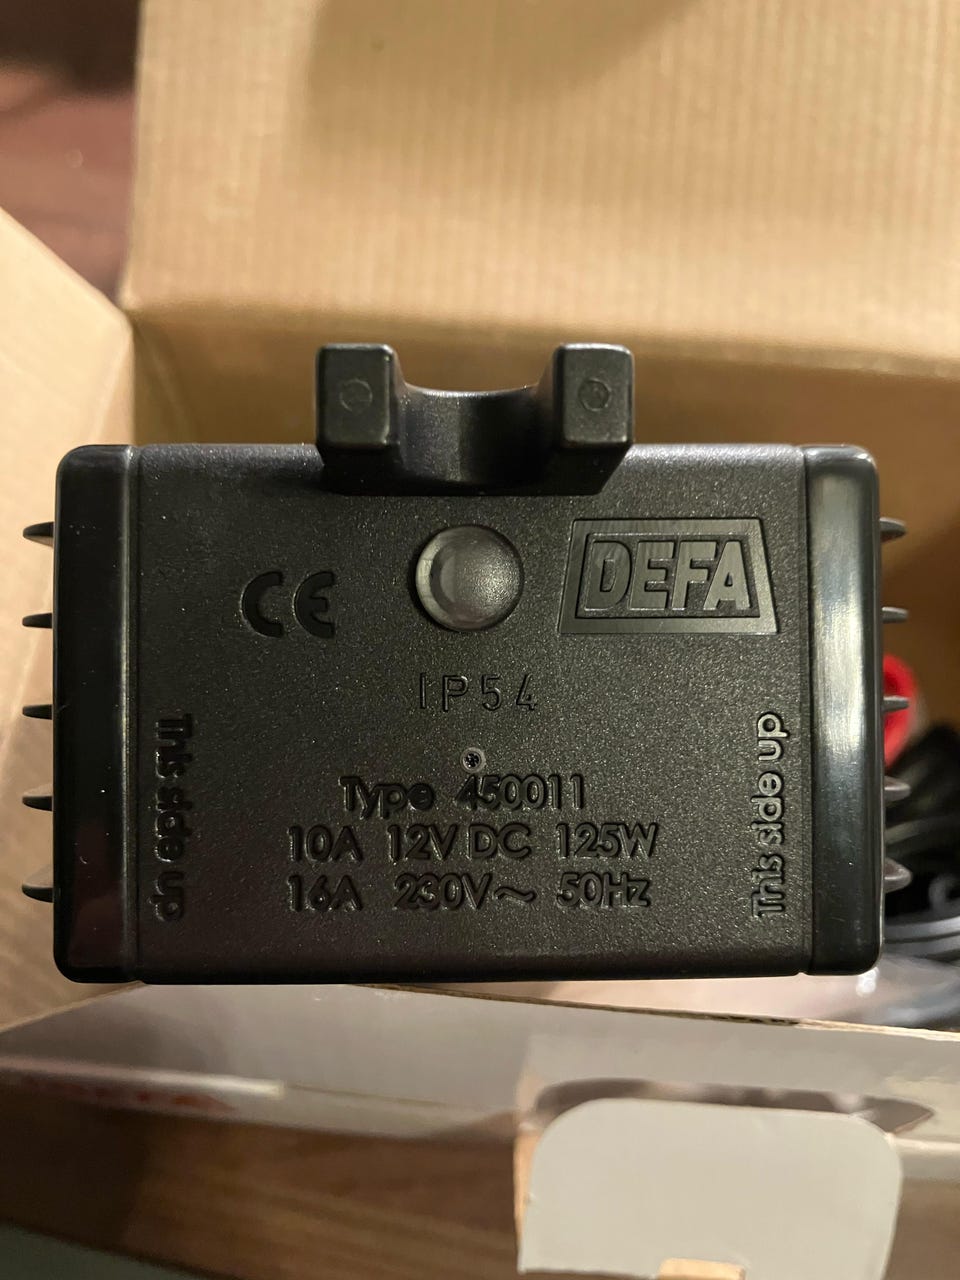 CE
DEFA
IP54
Type 450011
10A 12V DC 125W
16A 230V~ 50Hz
This side up
This side up